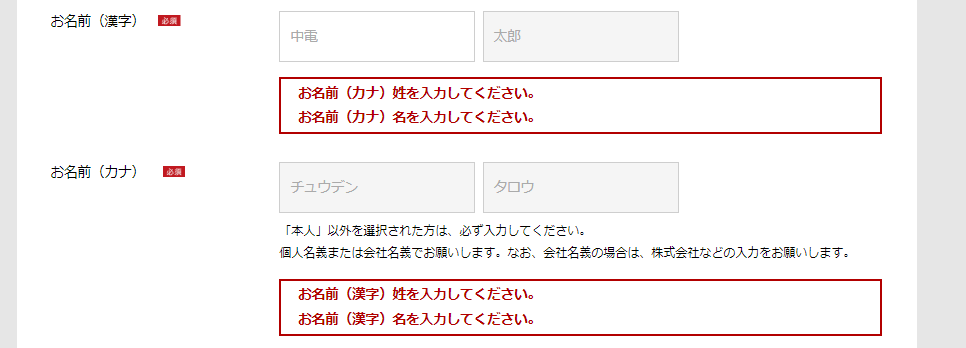 お名前（漢字） 必須
中電 太郎
お名前（カナ）姓を入力してください。
お名前（カナ）名を入力してください。
お名前（カナ） 必須
チュウデン タロウ
「本人」以外を選択された方は、必ず入力してください。
個人名義または会社名義でお願いします。なお、会社名義の場合は、株式会社などの入力をお願いします。
お名前（漢字）姓を入力してください。
お名前（漢字）名を入力してください。